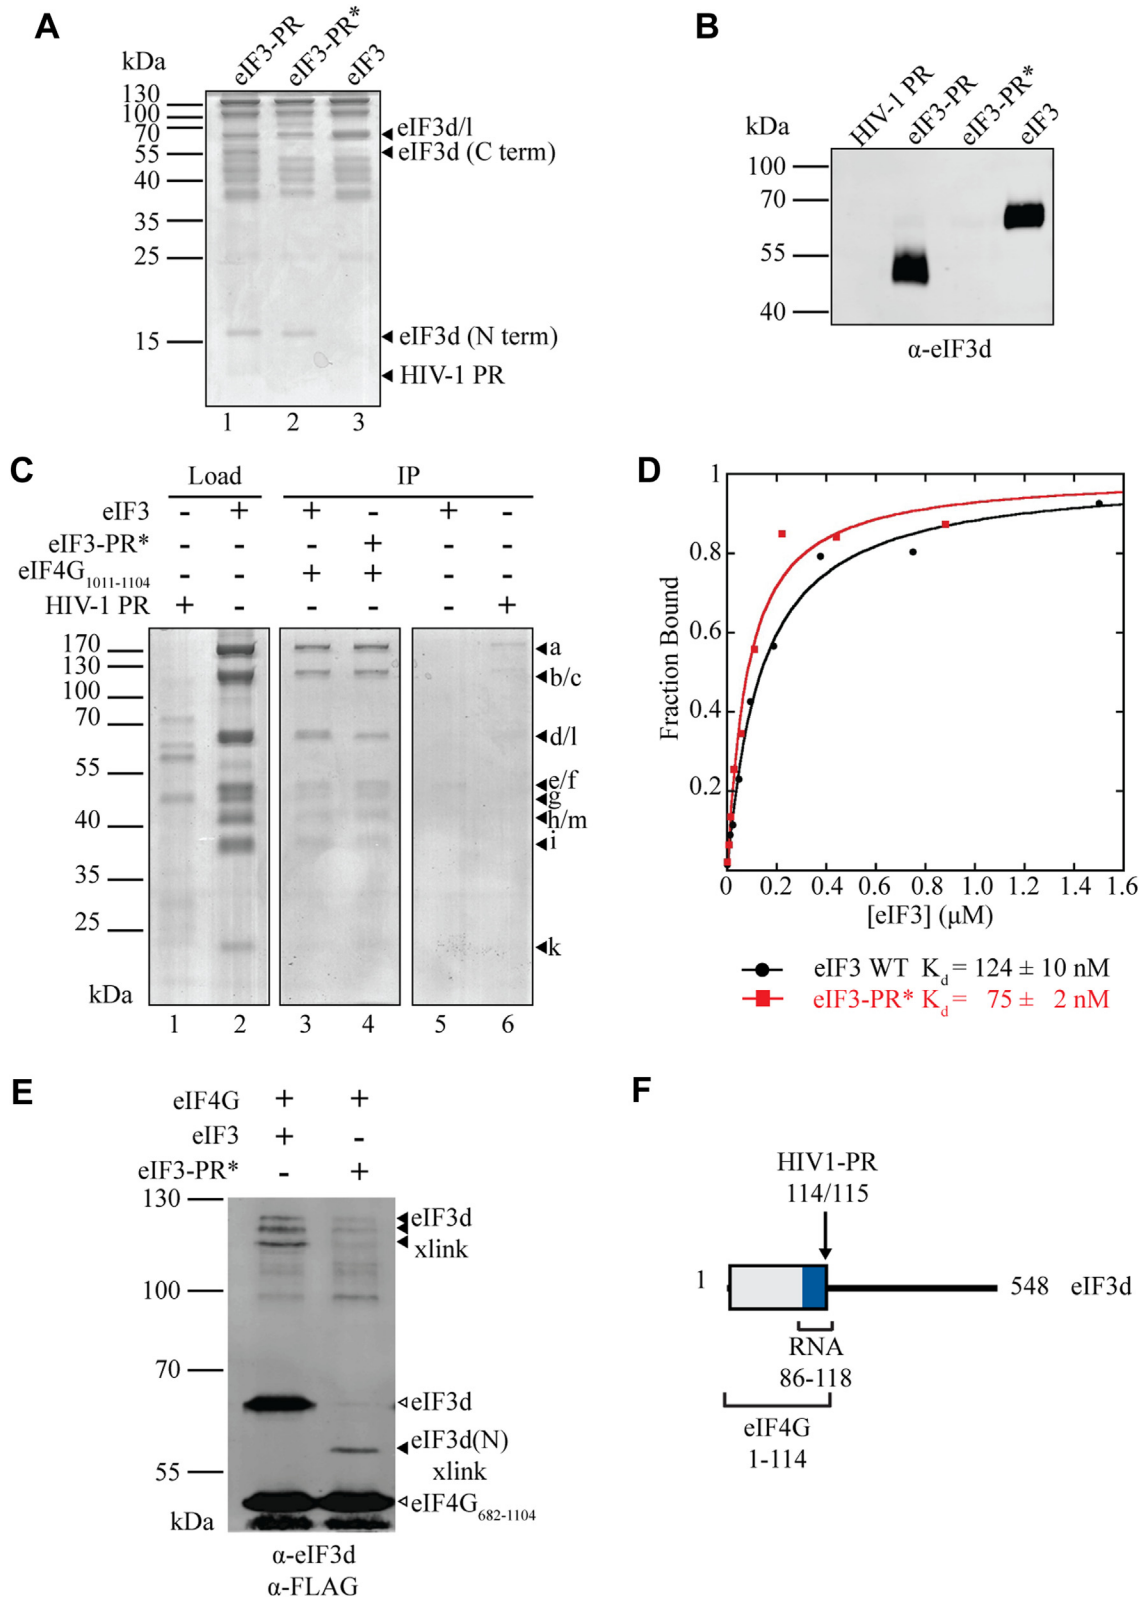 A
kDa
eIF3-PR
eIF3-PR*
eIF3
130
100
70
55
40
35
25
15
eIF3d/l
eIF3d (C term)
eIF3d (N term)
HIV-1 PR
1 2 3
B
kDa
HIV-1 PR
eIF3-PR
eIF3-PR*
eIF3
100
70
55
40
α-eIF3d
C
Load IP
eIF3 - + + - + -
eIF3-PR* - - - + - -
eIF4G1011-1104 - - + + - -
HIV-1 PR + - - - - +
170
130
100
70
55
40
35
25
kDa
a
b/c
d/l
e/f
g
h/m
i
k
1 2 3 4 5 6
D
Fraction Bound
1
0.8
0.6
0.4
0.2
0 0.2 0.4 0.6 0.8 1.0 1.2 1.4 1.6
[eIF3] (μM)
eIF3 WT Kd = 124 ± 10 nM
eIF3-PR* Kd = 75 ± 2 nM
E
eIF4G + +
eIF3 + -
eIF3-PR* - +
130
100
70
55
kDa
eIF3d
xlink
eIF3d
eIF3d(N)
xlink
eIF4G682-1104
α-eIF3d
α-FLAG
F
HIV1-PR
114/115
1
548 eIF3d
RNA
86-118
eIF4G
1-114